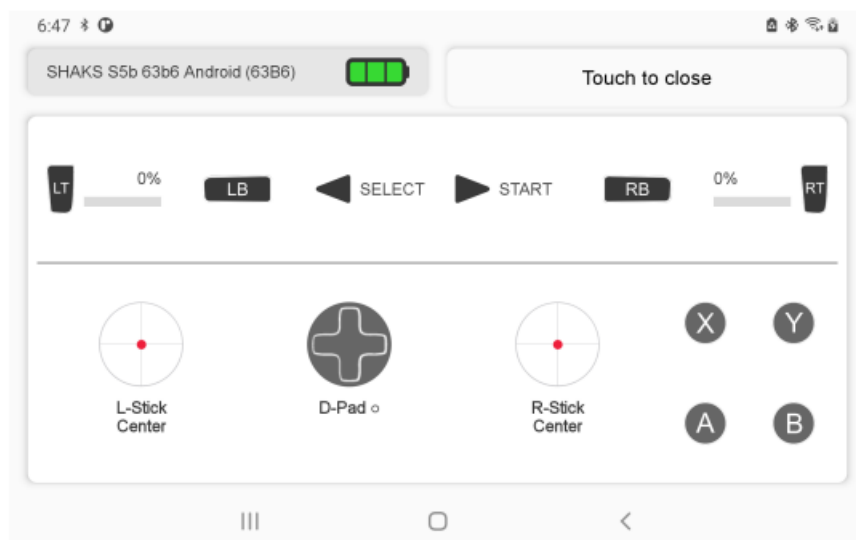 6:47
SHAKS S5b 63b6 Android (63B6)
Touch to close
LT
0%
LB
SELECT
START
RB
0%
RT
X
Y
L-Stick
Center
D-Pad ○
R-Stick
Center
A
B